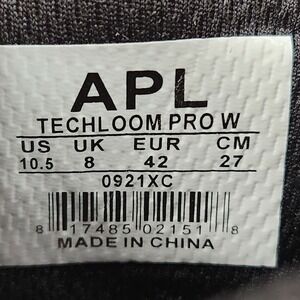 APL
TECHLOOM PRO W
US UK EUR CM
10.5 8 42 27
0921XC
8 17485 02151 8
MADE IN CHINA